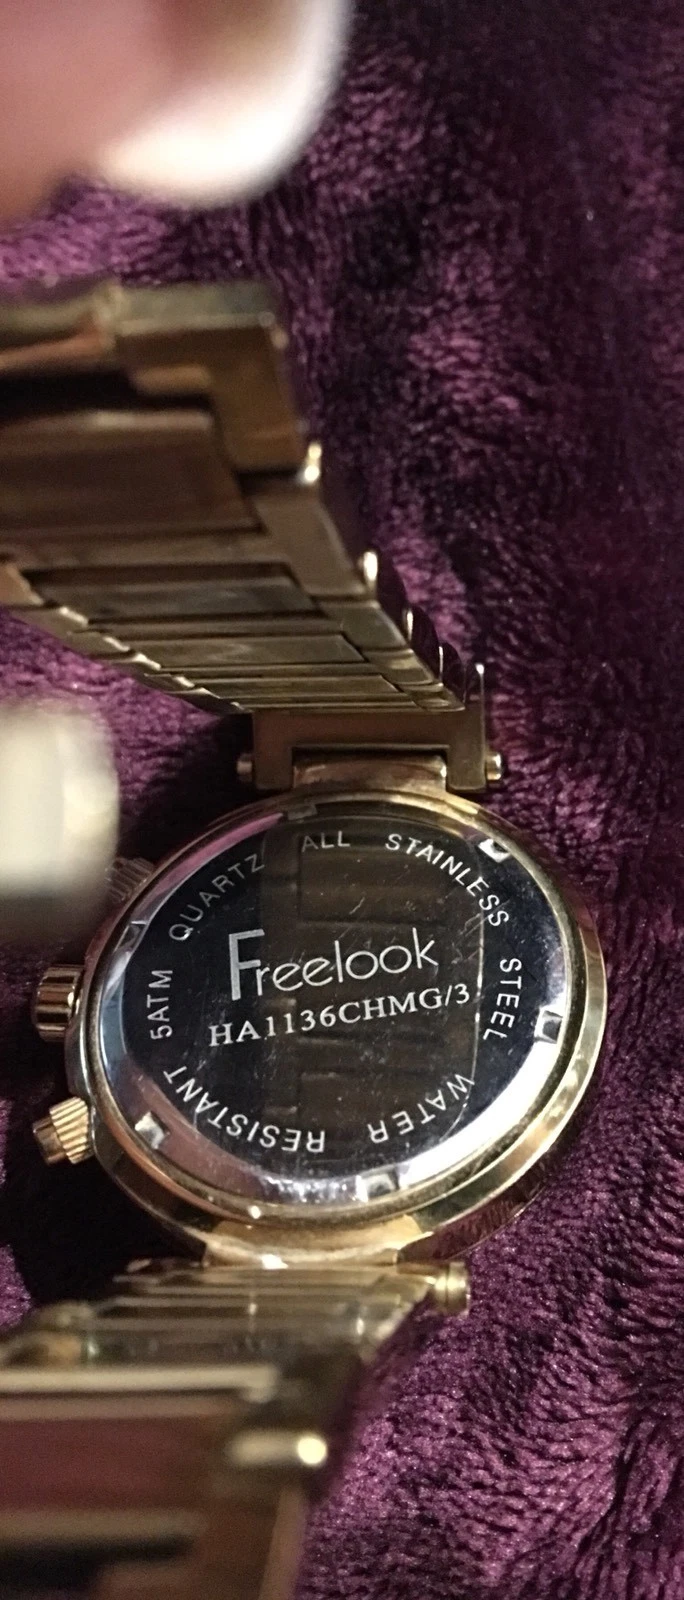 Freelook
HA1136CHMG/3
5ATM QUARTZ ALL STAINLESS STEEL WATER RESISTANT